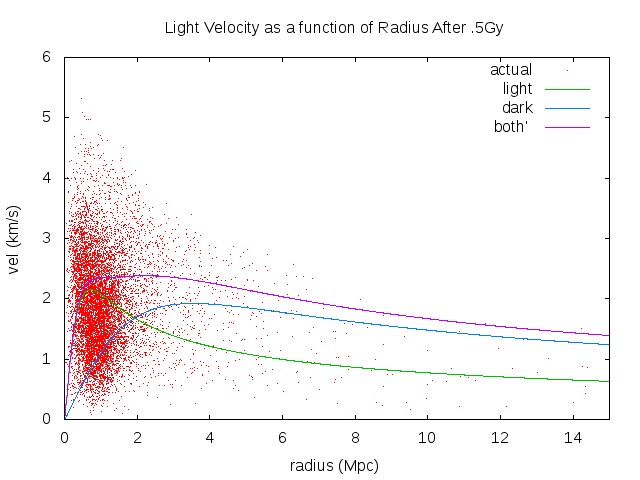 Light Velocity as a function of Radius After .5Gy
actual
light
dark
both'
6
5
4
3
2
1
0
vel (km/s)
0 2 4 6 8 10 12 14
radius (Mpc)